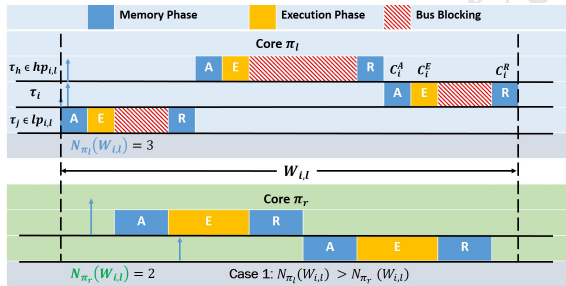 Memory Phase Execution Phase Bus Blocking
Core π_l
τ_h ∈ hp_{i,l} A E R C_i^A C_i^E C_i^R
τ_i A E R
τ_j ∈ lp_{i,l} A E R
N_{π_l}(W_{i,l}) = 3
W_{i,l}
Core π_r
A E R
A E R
N_{π_r}(W_{i,l}) = 2 Case 1: N_{π_l}(W_{i,l}) > N_{π_r} (W_{i,l})